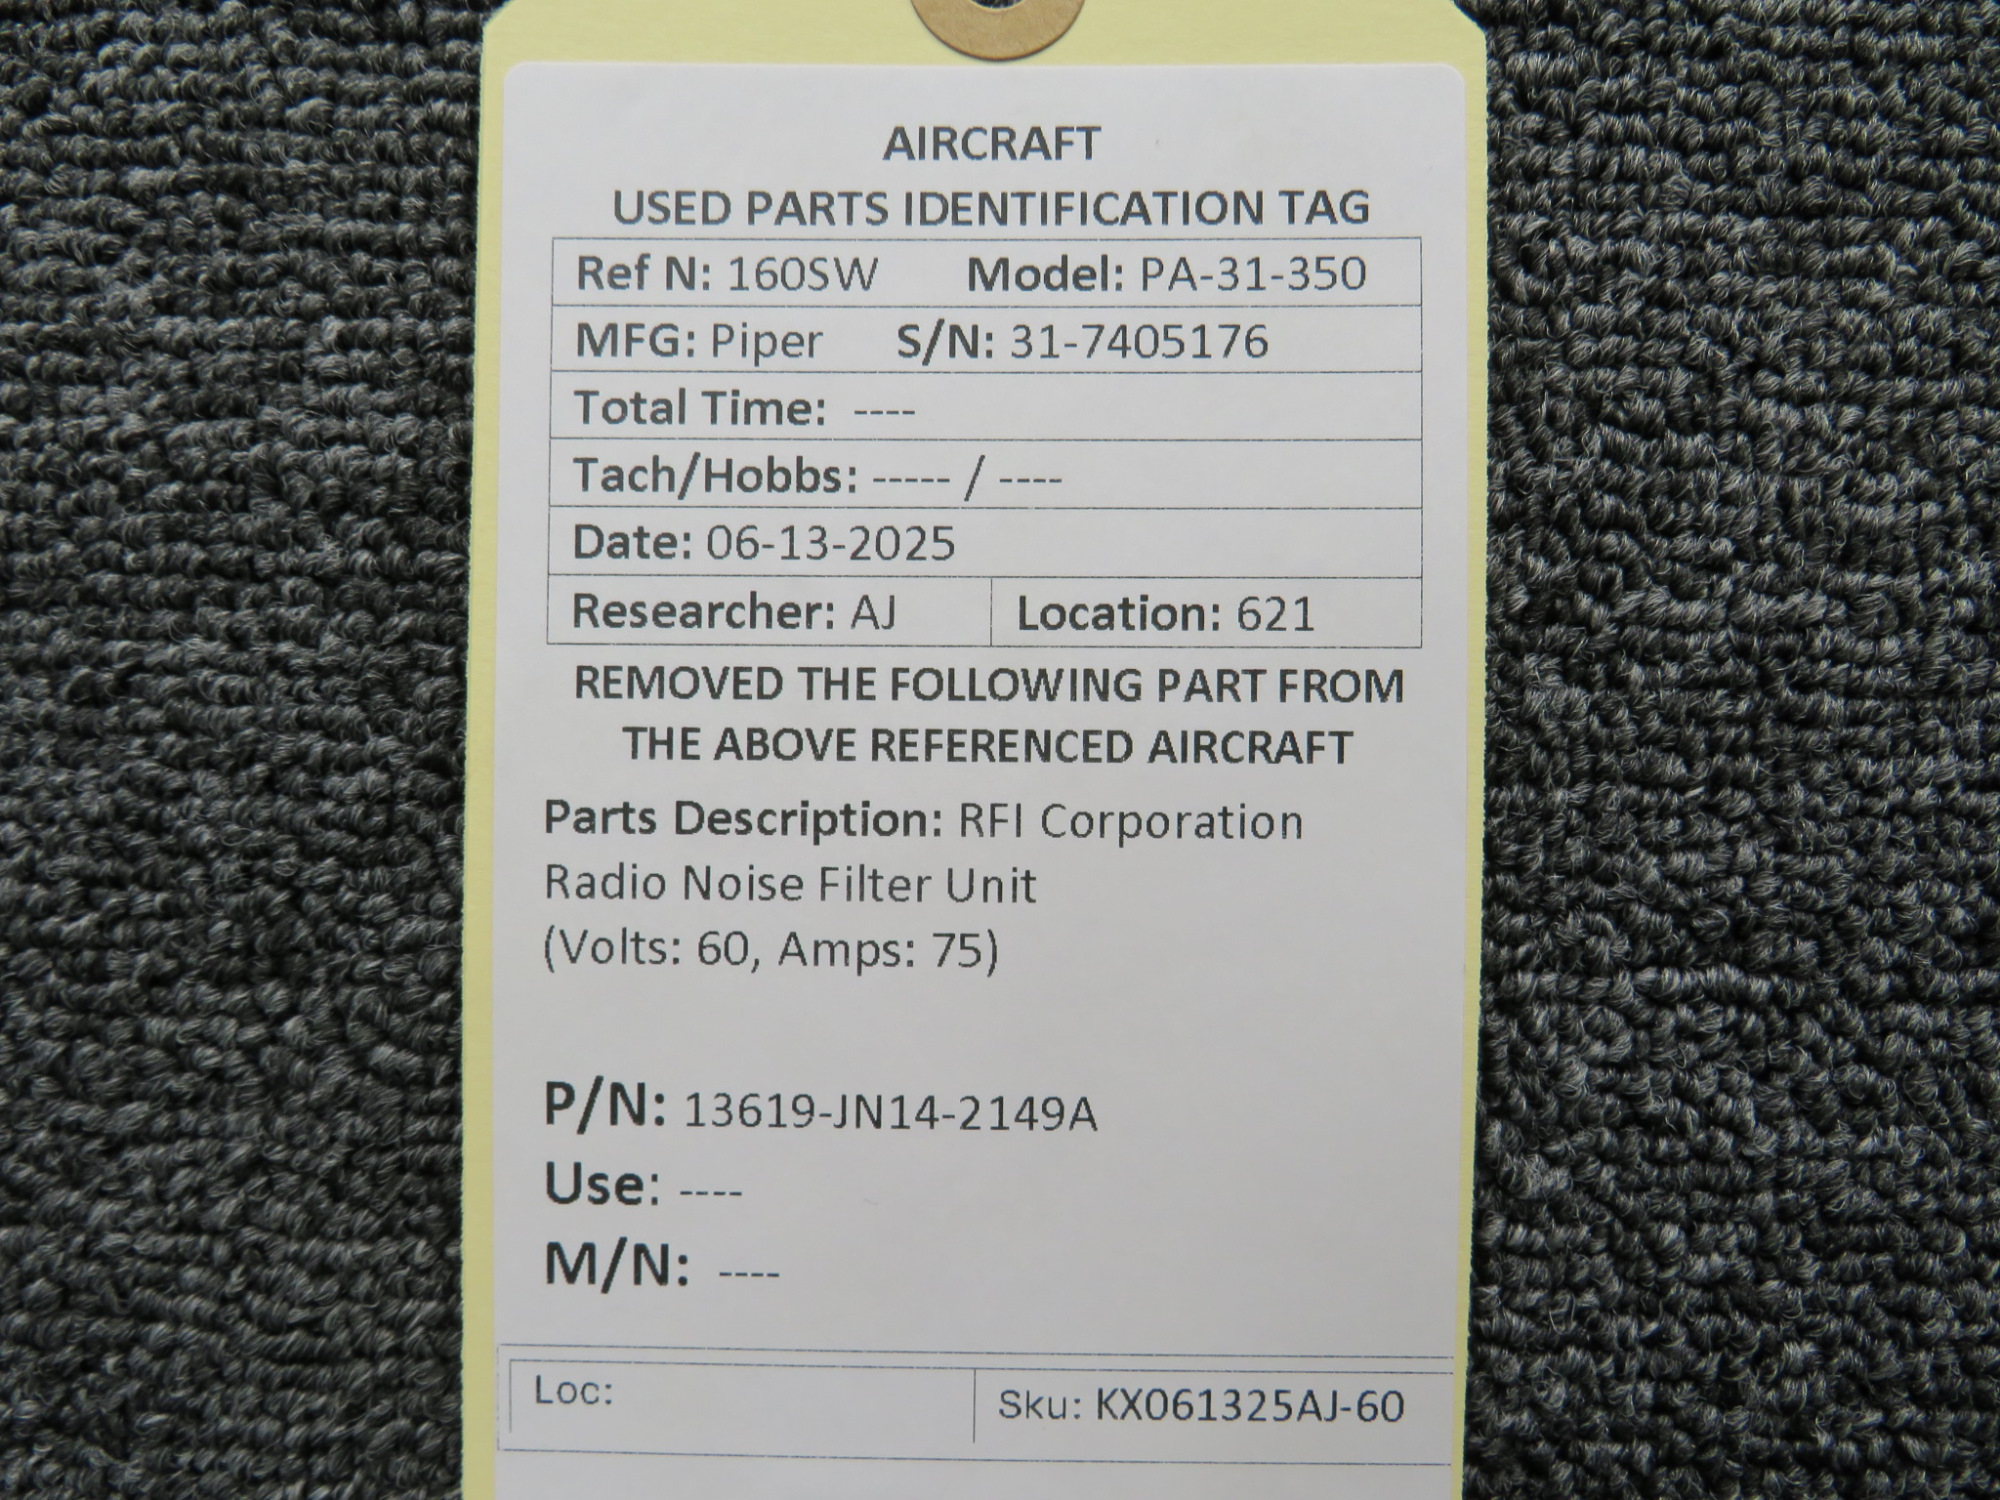 AIRCRAFT
USED PARTS IDENTIFICATION TAG
Ref N: 160SW Model: PA-31-350
MFG: Piper S/N: 31-7405176
Total Time: ----
Tach/Hobbs: ----- / ----
Date: 06-13-2025
Researcher: AJ Location: 621
REMOVED THE FOLLOWING PART FROM
THE ABOVE REFERENCED AIRCRAFT
Parts Description: RFI Corporation
Radio Noise Filter Unit
(Volts: 60, Amps: 75)
P/N: 13619-JN14-2149A
Use: ----
M/N: ----
Loc: Sku: KX061325AJ-60